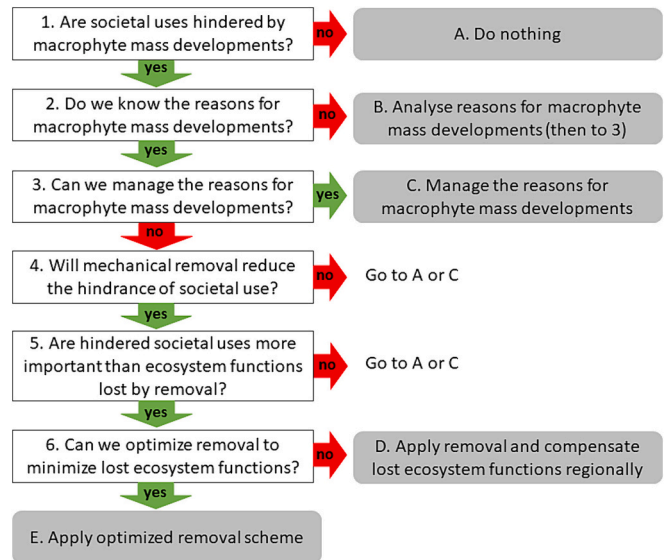 1. Are societal uses hindered by
macrophyte mass developments?
no
A. Do nothing
yes
2. Do we know the reasons for
macrophyte mass developments?
no
B. Analyse reasons for macrophyte
mass developments (then to 3)
yes
3. Can we manage the reasons for
macrophyte mass developments?
yes
C. Manage the reasons for
macrophyte mass developments
no
4. Will mechanical removal reduce
the hindrance of societal use?
no
Go to A or C
yes
5. Are hindered societal uses more
important than ecosystem functions
lost by removal?
no
Go to A or C
yes
6. Can we optimize removal to
minimize lost ecosystem functions?
no
D. Apply removal and compensate
lost ecosystem functions regionally
yes
E. Apply optimized removal scheme